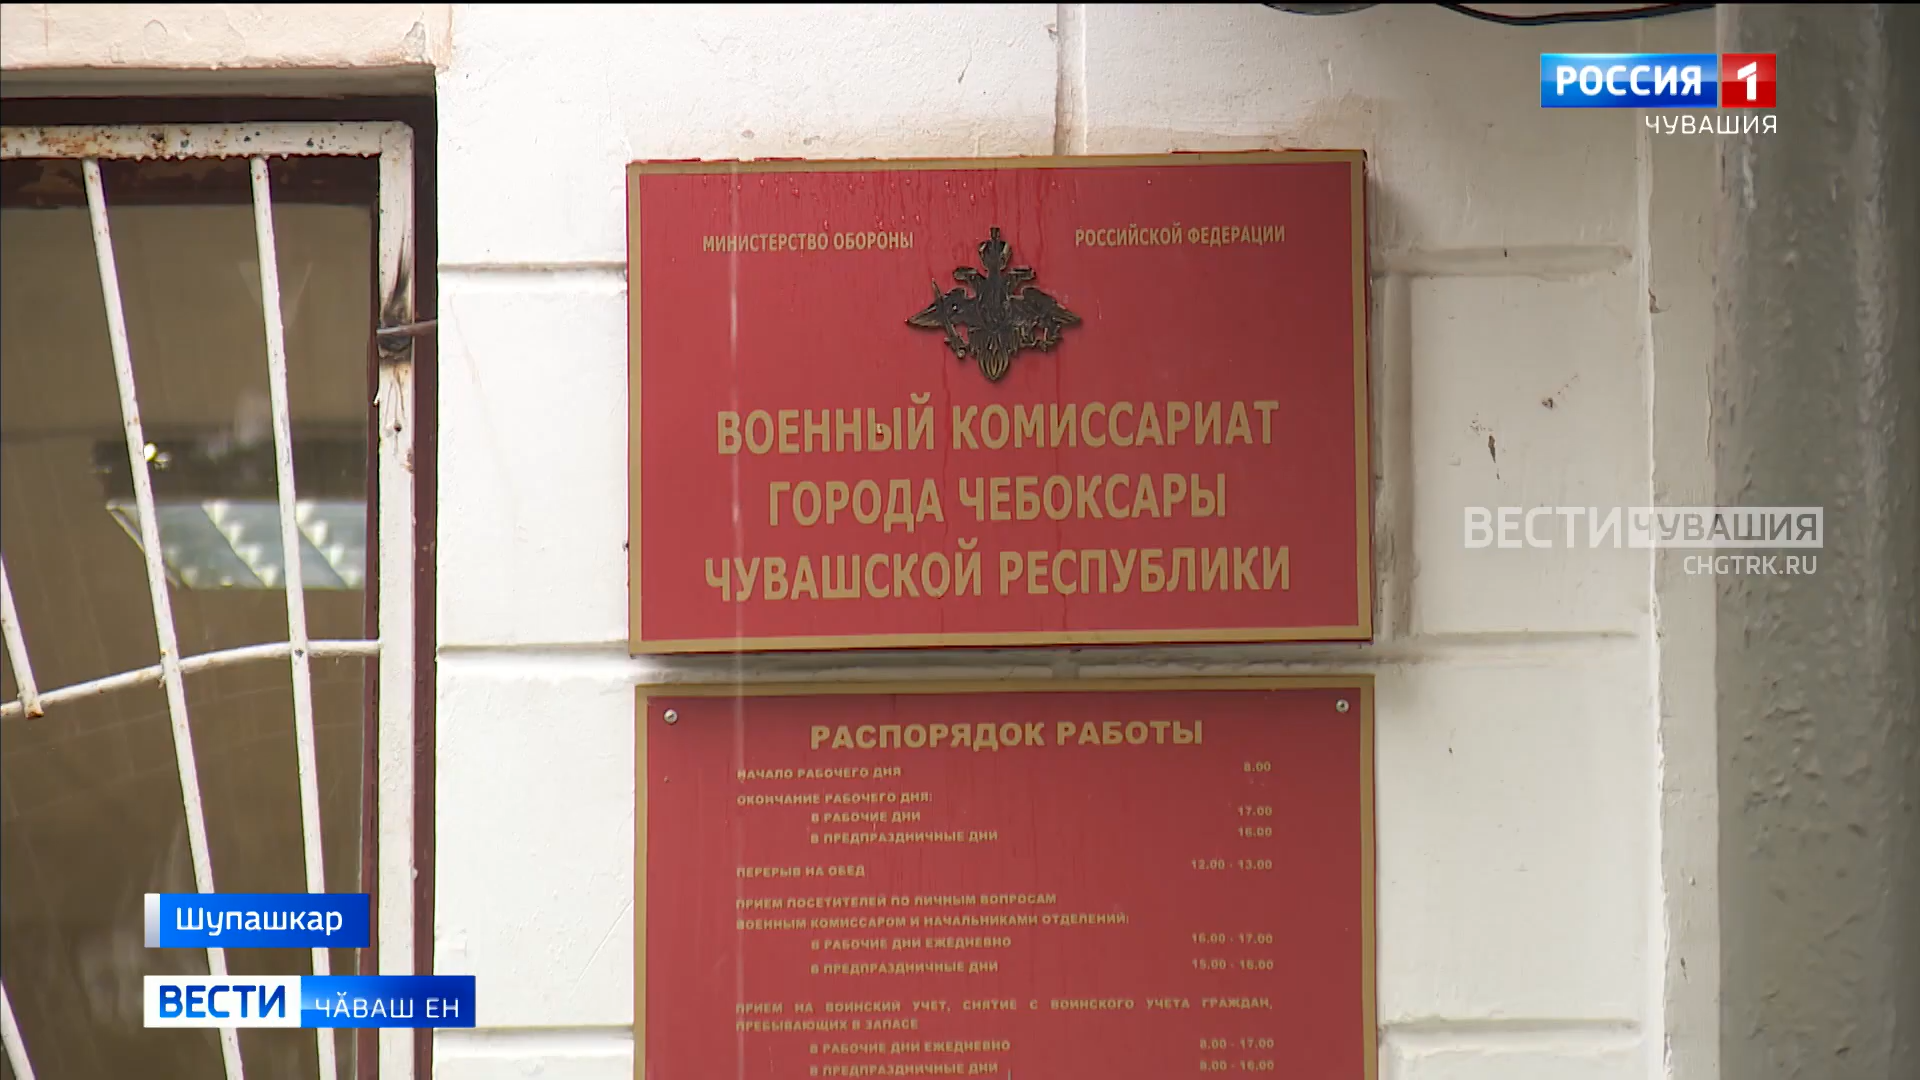 РОССИЯ 1
ЧУВАШИЯ
МИНИСТЕРСТВО ОБОРОНЫ РОССИЙСКОЙ ФЕДЕРАЦИИ
ВОЕННЫЙ КОМИССАРИАТ
ГОРОДА ЧЕБОКСАРЫ
ЧУВАШСКОЙ РЕСПУБЛИКИ
ВЕСТИ ЧУВАШИЯ
CHGTRK.RU
РАСПОРЯДОК РАБОТЫ
НАЧАЛО РАБОЧЕГО ДНЯ 8.00
ОКОНЧАНИЕ РАБОЧЕГО ДНЯ:
В РАБОЧИЕ ДНИ 17.00
В ПРЕДПРАЗДНИЧНЫЕ ДНИ 16.00
ПЕРЕРЫВ НА ОБЕД 12.00 - 13.00
ПРИЕМ ПОСЕТИТЕЛЕЙ ПО ЛИЧНЫМ ВОПРОСАМ
ВОЕННЫМ КОМИССАРОМ И НАЧАЛЬНИКАМИ ОТДЕЛЕНИЙ:
В РАБОЧИЕ ДНИ ЕЖЕДНЕВНО 16.00 - 17.00
В ПРЕДПРАЗДНИЧНЫЕ ДНИ 15.00 - 16.00
ПРИЕМ НА ВОИНСКИЙ УЧЕТ, СНЯТИЕ С ВОИНСКОГО УЧЕТА ГРАЖДАН,
ПРЕБЫВАЮЩИХ В ЗАПАСЕ
В РАБОЧИЕ ДНИ ЕЖЕДНЕВНО 8.00 - 17.00
В ПРЕДПРАЗДНИЧНЫЕ ДНИ 8.00 - 16.00
Шупашкар
ВЕСТИ ЧӐВАШ ЕН